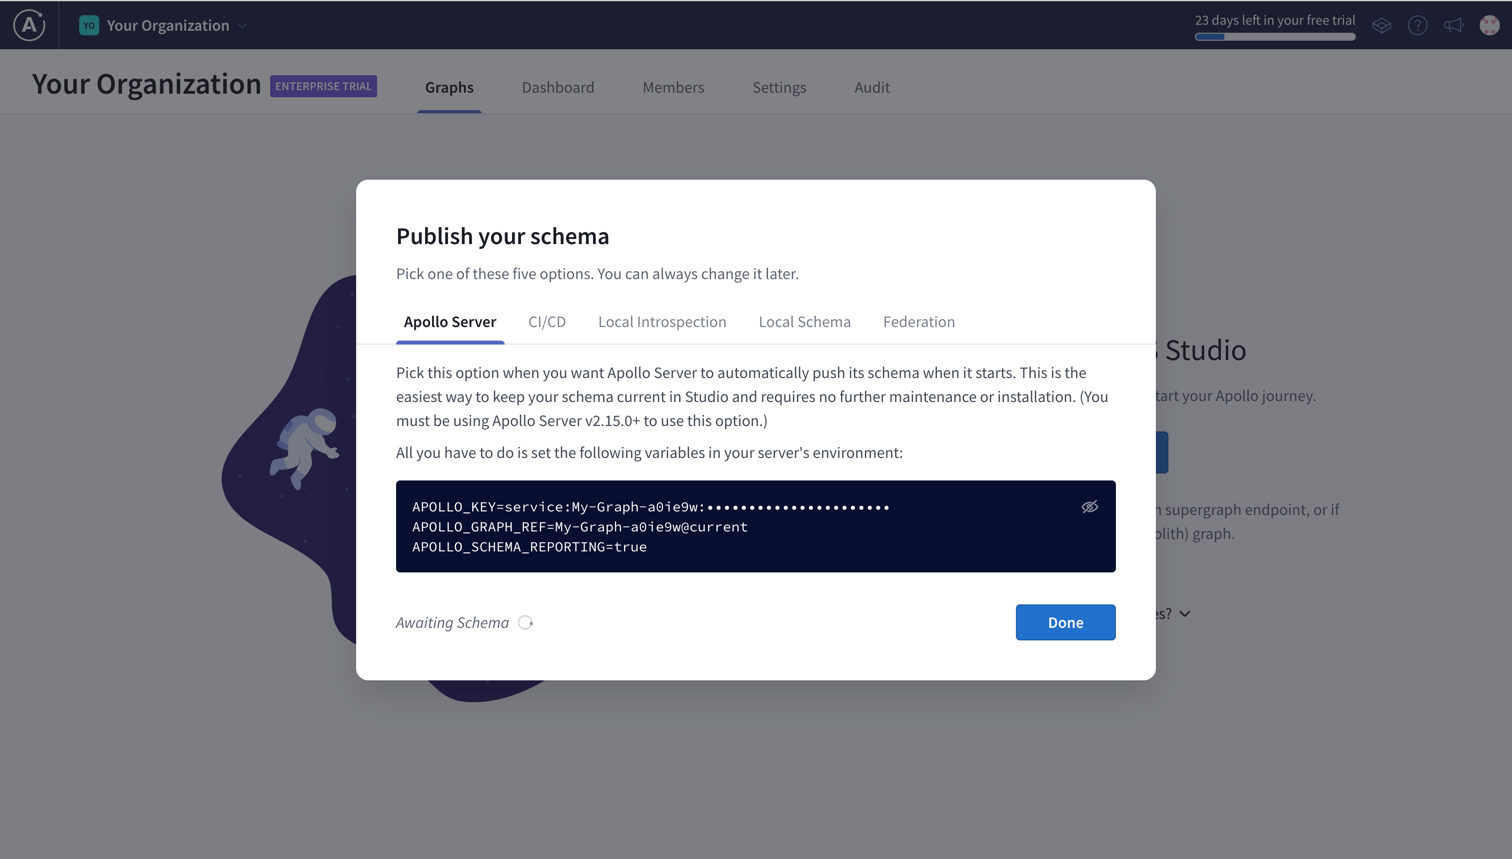 A
YO Your Organization
23 days left in your free trial
Your Organization ENTERPRISE TRIAL
Graphs Dashboard Members Settings Audit
Publish your schema
Pick one of these five options. You can always change it later.
Apollo Server CI/CD Local Introspection Local Schema Federation
Pick this option when you want Apollo Server to automatically push its schema when it starts. This is the
easiest way to keep your schema current in Studio and requires no further maintenance or installation. (You
must be using Apollo Server v2.15.0+ to use this option.)
All you have to do is set the following variables in your server's environment:
APOLLO_KEY=service:My-Graph-a0ie9w:••••••••••••••••••••••
APOLLO_GRAPH_REF=My-Graph-a0ie9w@current
APOLLO_SCHEMA_REPORTING=true
Awaiting Schema
Done
Studio
tart your Apollo journey.
supergraph endpoint, or if
olith) graph.
es?